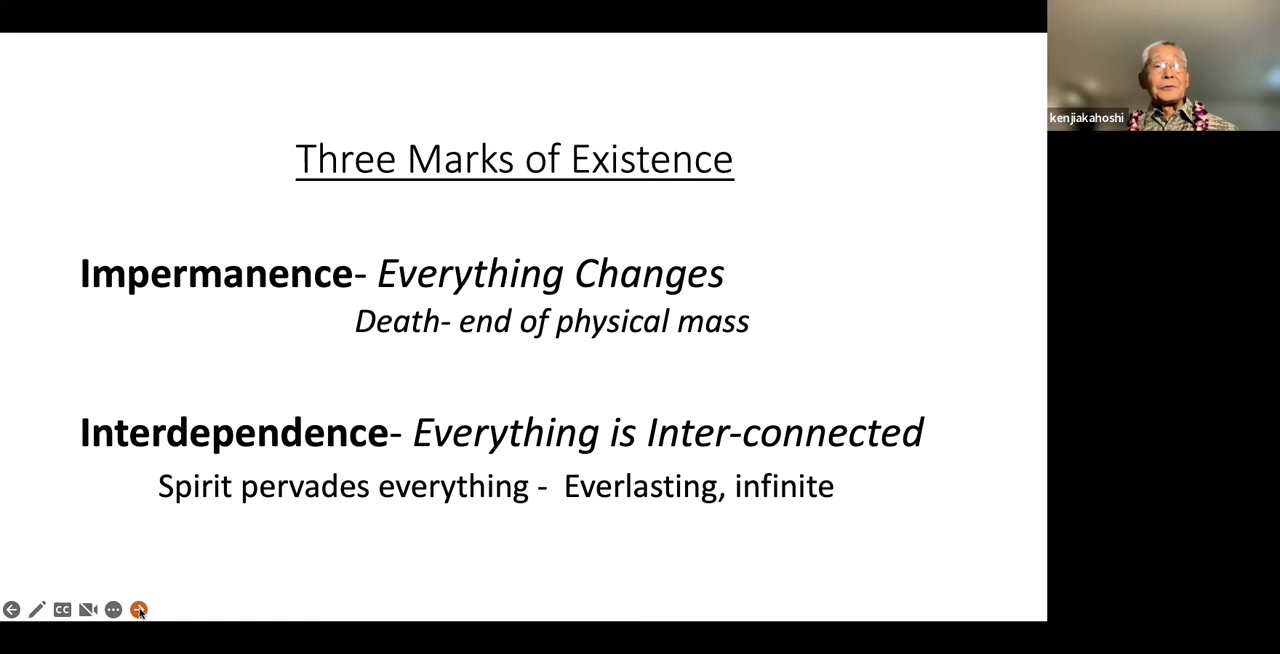 Three Marks of Existence
Impermanence- Everything Changes
Death- end of physical mass
Interdependence- Everything is Inter-connected
Spirit pervades everything - Everlasting, infinite
kenjiakahoshi
CC